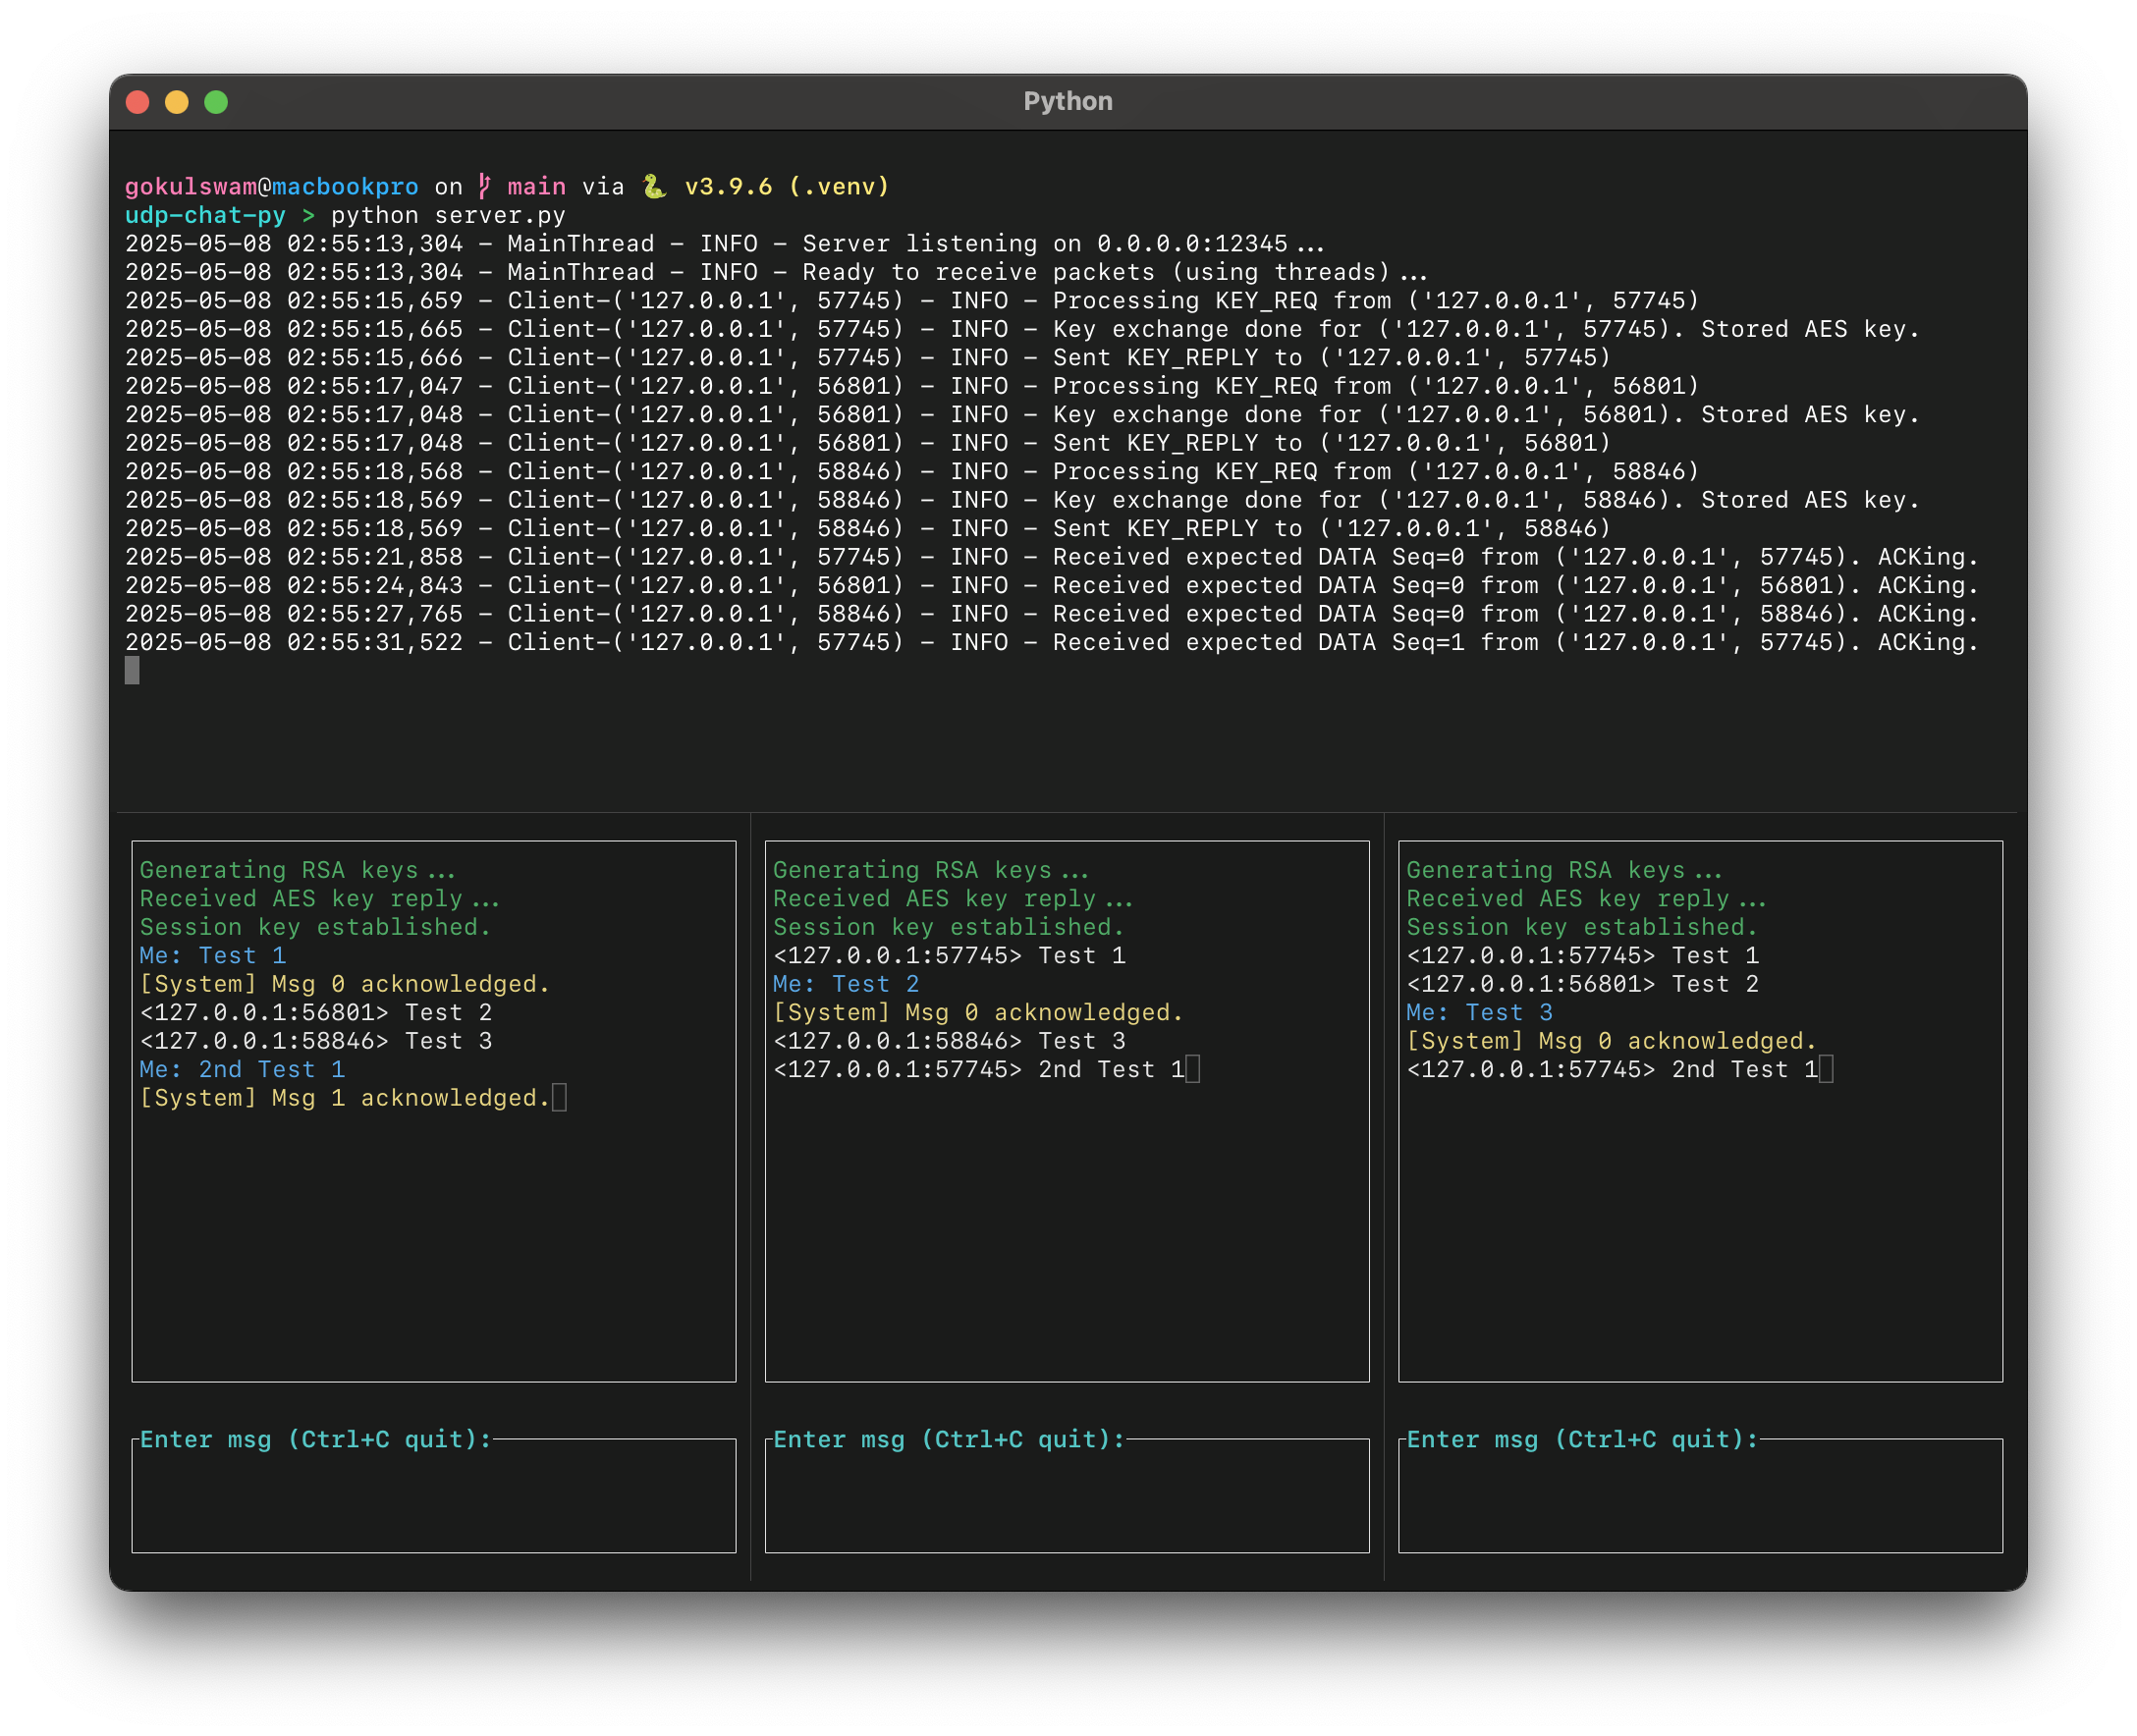 Python
gokulswam@macbookpro on main via 🐍 v3.9.6 (.venv)
udp-chat-py > python server.py
2025-05-08 02:55:13,304 - MainThread - INFO - Server listening on 0.0.0.0:12345...
2025-05-08 02:55:13,304 - MainThread - INFO - Ready to receive packets (using threads)...
2025-05-08 02:55:15,659 - Client-('127.0.0.1', 57745) - INFO - Processing KEY_REQ from ('127.0.0.1', 57745)
2025-05-08 02:55:15,665 - Client-('127.0.0.1', 57745) - INFO - Key exchange done for ('127.0.0.1', 57745). Stored AES key.
2025-05-08 02:55:15,666 - Client-('127.0.0.1', 57745) - INFO - Sent KEY_REPLY to ('127.0.0.1', 57745)
2025-05-08 02:55:17,047 - Client-('127.0.0.1', 56801) - INFO - Processing KEY_REQ from ('127.0.0.1', 56801)
2025-05-08 02:55:17,048 - Client-('127.0.0.1', 56801) - INFO - Key exchange done for ('127.0.0.1', 56801). Stored AES key.
2025-05-08 02:55:17,048 - Client-('127.0.0.1', 56801) - INFO - Sent KEY_REPLY to ('127.0.0.1', 56801)
2025-05-08 02:55:18,568 - Client-('127.0.0.1', 58846) - INFO - Processing KEY_REQ from ('127.0.0.1', 58846)
2025-05-08 02:55:18,569 - Client-('127.0.0.1', 58846) - INFO - Key exchange done for ('127.0.0.1', 58846). Stored AES key.
2025-05-08 02:55:18,569 - Client-('127.0.0.1', 58846) - INFO - Sent KEY_REPLY to ('127.0.0.1', 58846)
2025-05-08 02:55:21,858 - Client-('127.0.0.1', 57745) - INFO - Received expected DATA Seq=0 from ('127.0.0.1', 57745). ACKing.
2025-05-08 02:55:24,843 - Client-('127.0.0.1', 56801) - INFO - Received expected DATA Seq=0 from ('127.0.0.1', 56801). ACKing.
2025-05-08 02:55:27,765 - Client-('127.0.0.1', 58846) - INFO - Received expected DATA Seq=0 from ('127.0.0.1', 58846). ACKing.
2025-05-08 02:55:31,522 - Client-('127.0.0.1', 57745) - INFO - Received expected DATA Seq=1 from ('127.0.0.1', 57745). ACKing.
Generating RSA keys...
Received AES key reply...
Session key established.
Me: Test 1
[System] Msg 0 acknowledged.
<127.0.0.1:56801> Test 2
<127.0.0.1:58846> Test 3
Me: 2nd Test 1
[System] Msg 1 acknowledged.
Enter msg (Ctrl+C quit):
Generating RSA keys...
Received AES key reply...
Session key established.
<127.0.0.1:57745> Test 1
Me: Test 2
[System] Msg 0 acknowledged.
<127.0.0.1:58846> Test 3
<127.0.0.1:57745> 2nd Test 1
Enter msg (Ctrl+C quit):
Generating RSA keys...
Received AES key reply...
Session key established.
<127.0.0.1:57745> Test 1
<127.0.0.1:56801> Test 2
Me: Test 3
[System] Msg 0 acknowledged.
<127.0.0.1:57745> 2nd Test 1
Enter msg (Ctrl+C quit):